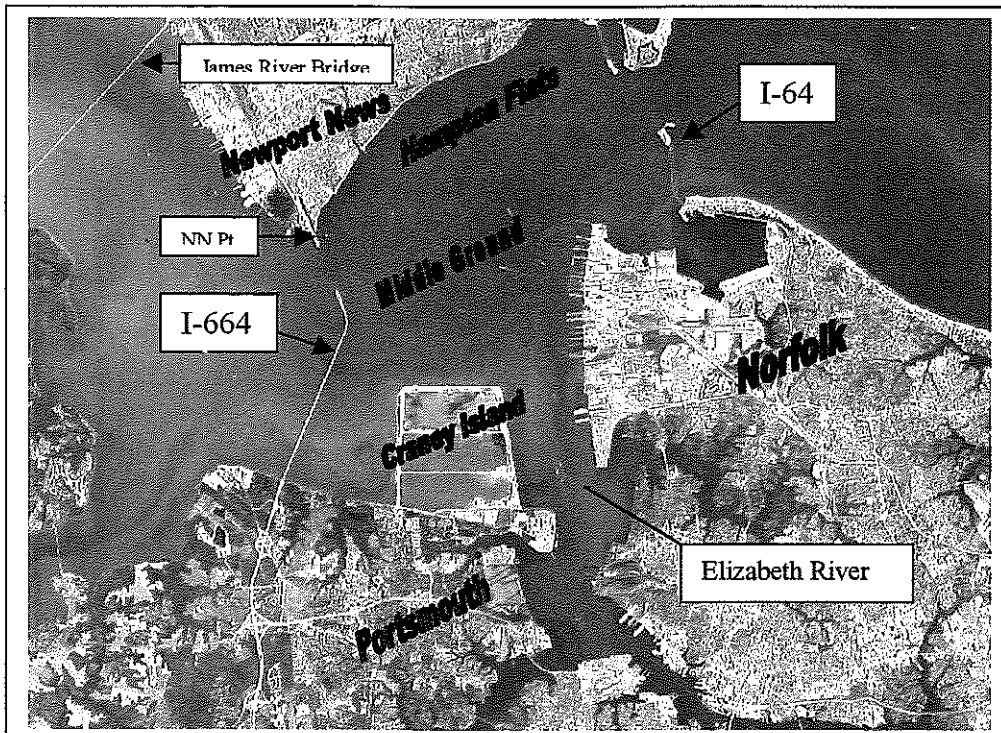 James River Bridge
I-64
Newport News
Hampton Flats
NN Pt
Middle Ground
I-664
Norfolk
Craney Island
Elizabeth River
Portsmouth